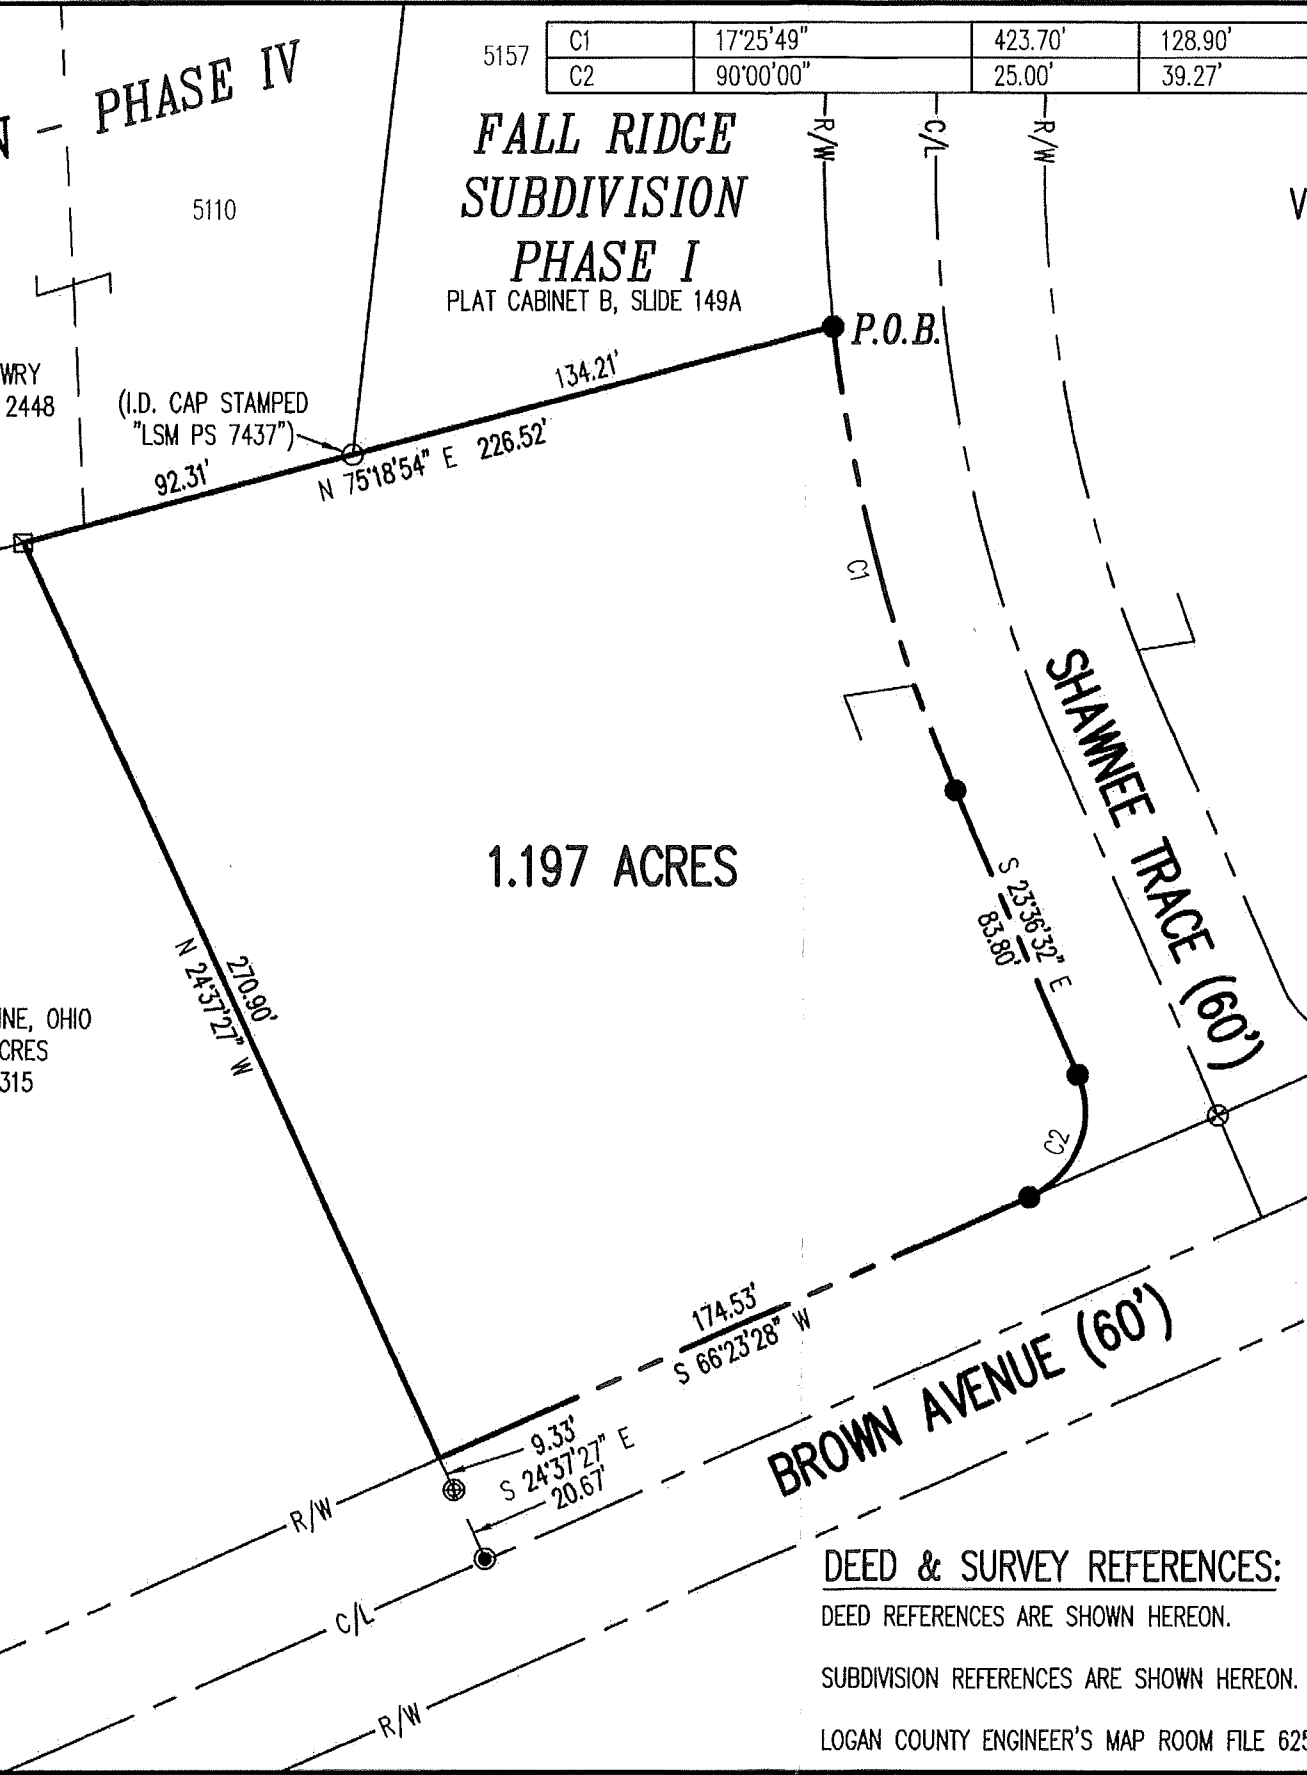 C1 17°25'49" 423.70' 128.90'
5157
C2 90°00'00" 25.00' 39.27'
N - PHASE IV
5110
FALL RIDGE
SUBDIVISION
PHASE I
PLAT CABINET B, SLIDE 149A
R/W
C/L
R/W
V
P.O.B.
WRY
2448
(I.D. CAP STAMPED
"LSM PS 7437")
134.21'
92.31'
N 75°18'54" E 226.52'
C1
SHAWNEE TRACE (60')
1.197 ACRES
S 23°36'32" E
83.80'
270.90'
N 24°37'27" W
INE, OHIO
CRES
315
C2
174.53'
S 66°23'28" W
BROWN AVENUE (60')
9.33'
S 24°37'27" E
20.67'
R/W
C/L
R/W
DEED & SURVEY REFERENCES:
DEED REFERENCES ARE SHOWN HEREON.
SUBDIVISION REFERENCES ARE SHOWN HEREON.
LOGAN COUNTY ENGINEER'S MAP ROOM FILE 625